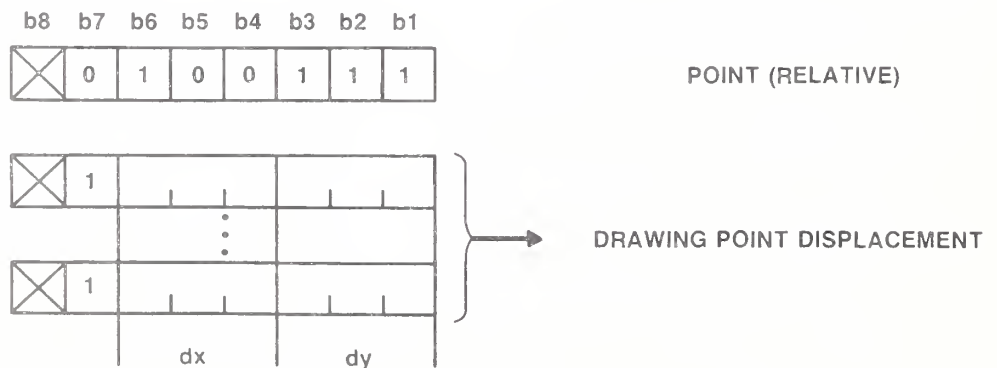 b8 b7 b6 b5 b4 b3 b2 b1
0 1 0 0 1 1 1 POINT (RELATIVE)
1
DRAWING POINT DISPLACEMENT
1
dx dy